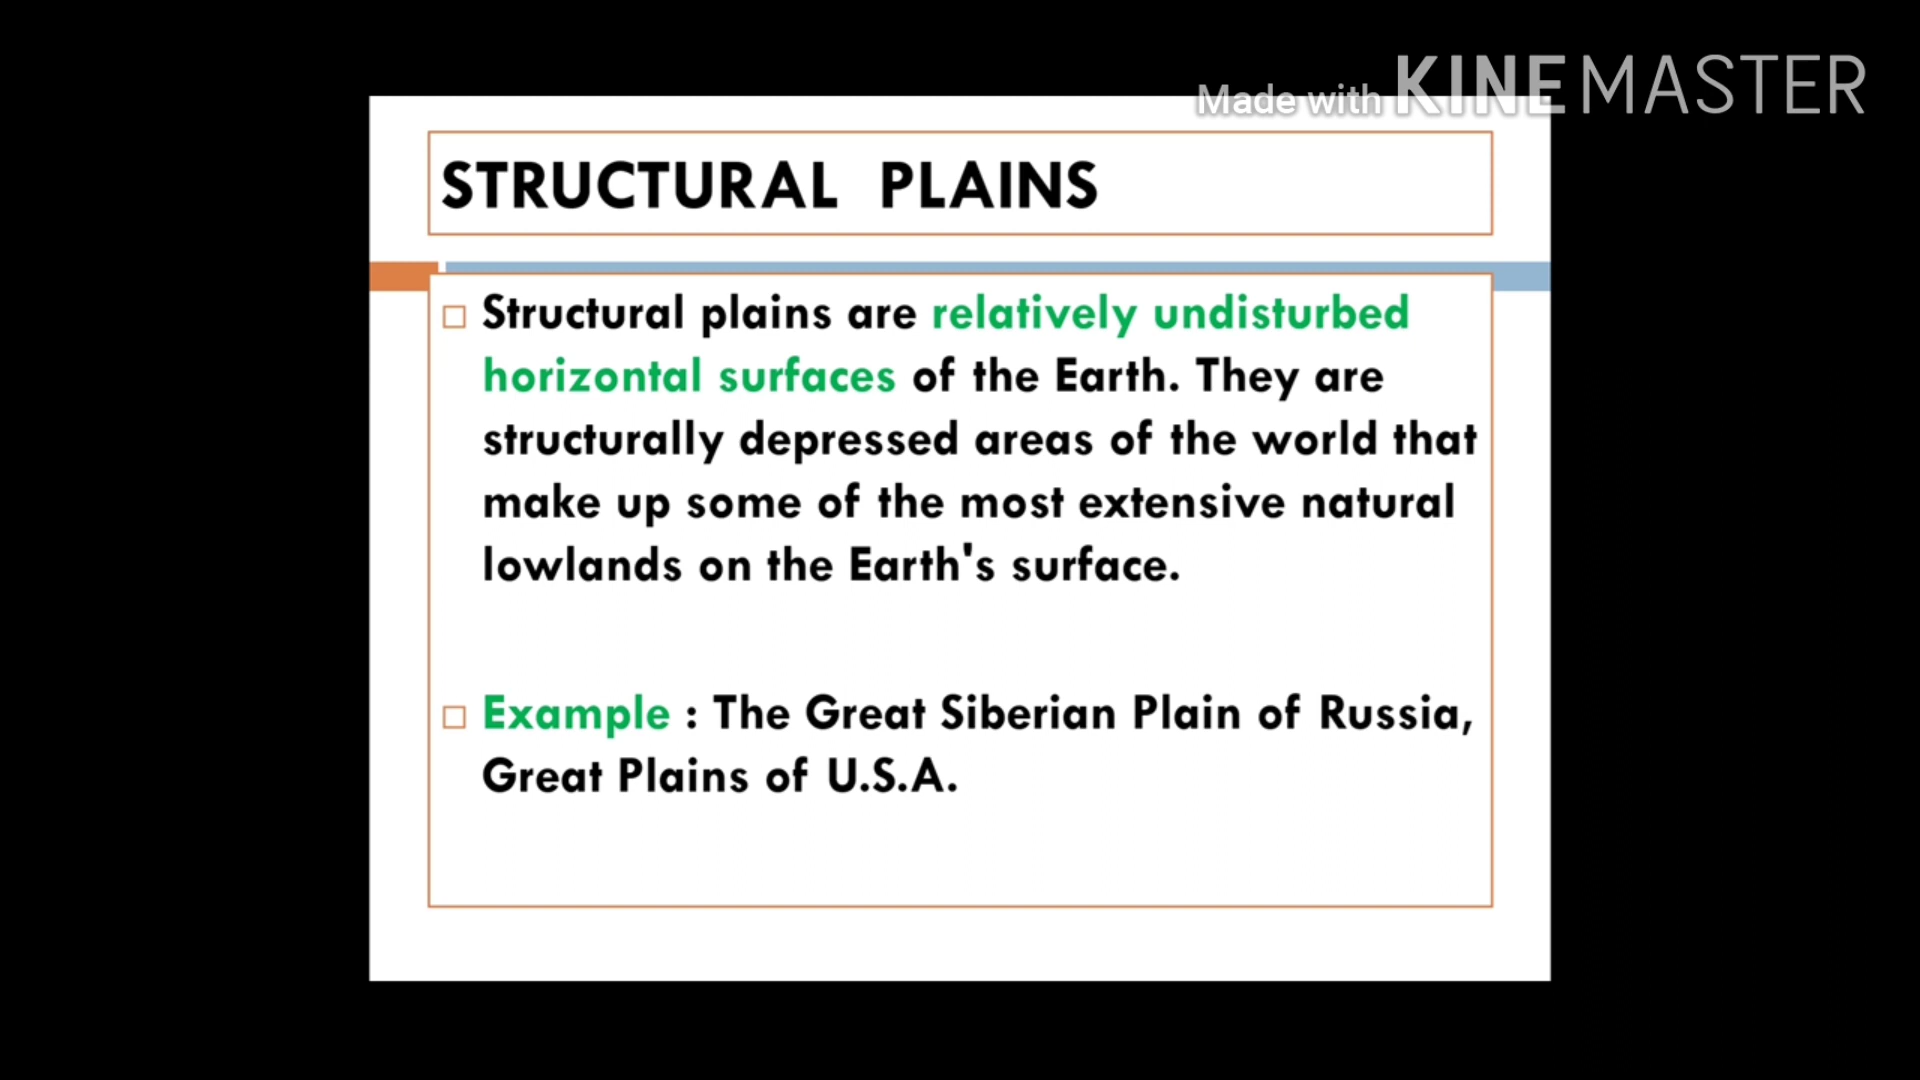 Made with KINEMASTER
STRUCTURAL PLAINS
Structural plains are relatively undisturbed
horizontal surfaces of the Earth. They are
structurally depressed areas of the world that
make up some of the most extensive natural
lowlands on the Earth's surface.
Example : The Great Siberian Plain of Russia,
Great Plains of U.S.A.